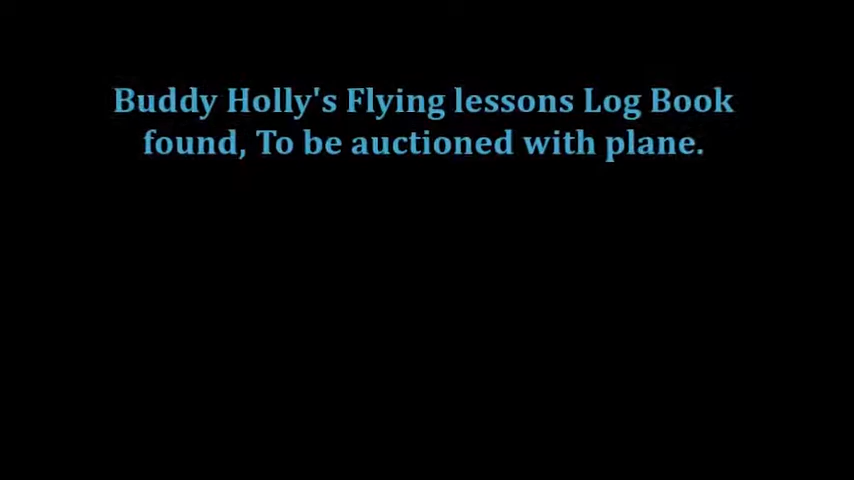 Buddy Holly's Flying lessons Log Book
found, To be auctioned with plane.